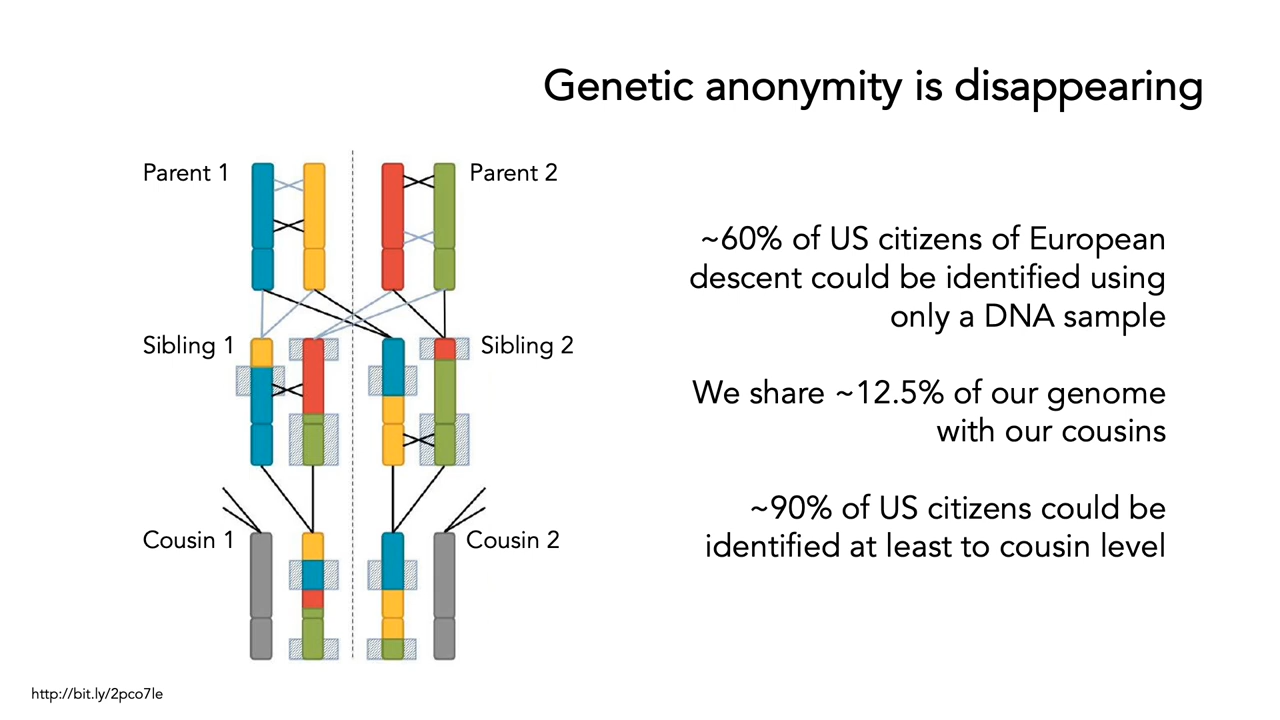 Genetic anonymity is disappearing
Parent 1
Parent 2
Sibling 1
Sibling 2
Cousin 1
Cousin 2
~60% of US citizens of European
descent could be identified using
only a DNA sample
We share ~12.5% of our genome
with our cousins
~90% of US citizens could be
identified at least to cousin level
http://bit.ly/2pco7le